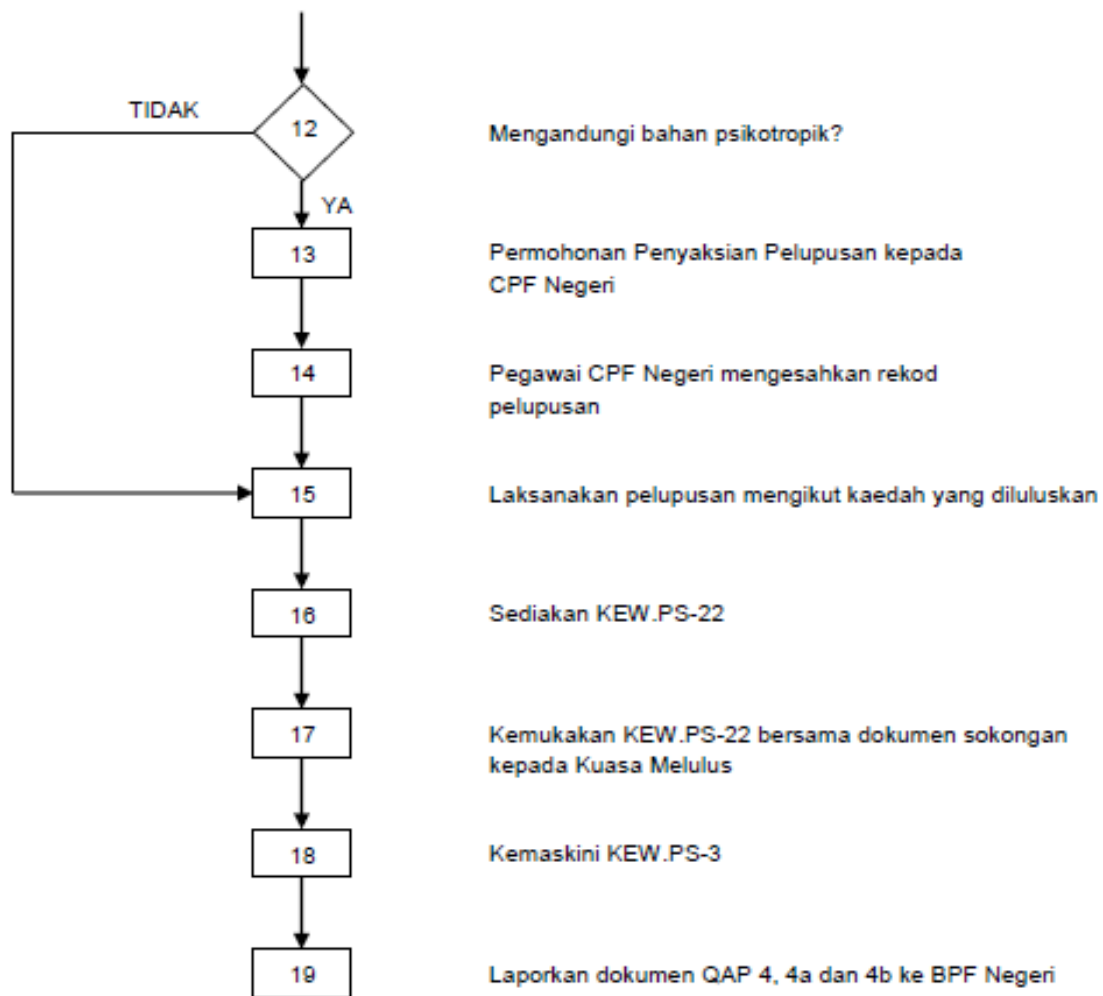 TIDAK
12
Mengandungi bahan psikotropik?
YA
13
Permohonan Penyaksian Pelupusan kepada
CPF Negeri
14
Pegawai CPF Negeri mengesahkan rekod
pelupusan
15
Laksanakan pelupusan mengikut kaedah yang diluluskan
16
Sediakan KEW.PS-22
17
Kemukakan KEW.PS-22 bersama dokumen sokongan
kepada Kuasa Melulus
18
Kemaskini KEW.PS-3
19
Laporkan dokumen QAP 4, 4a dan 4b ke BPF Negeri